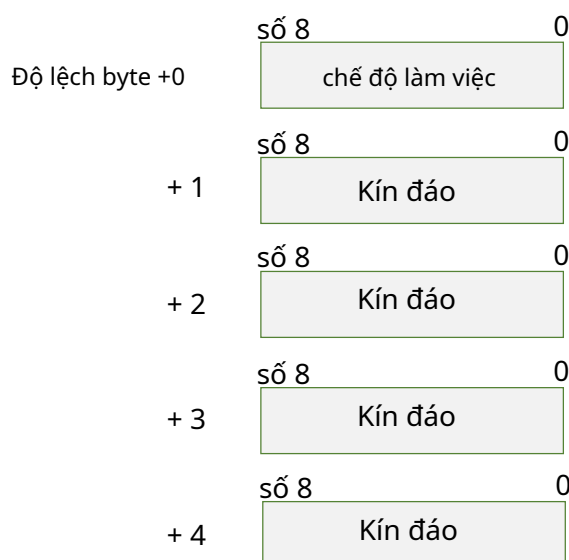 số 8 0
Độ lệch byte +0 chế độ làm việc
số 8 0
+ 1 Kín đáo
số 8 0
+ 2 Kín đáo
số 8 0
+ 3 Kín đáo
số 8 0
+ 4 Kín đáo